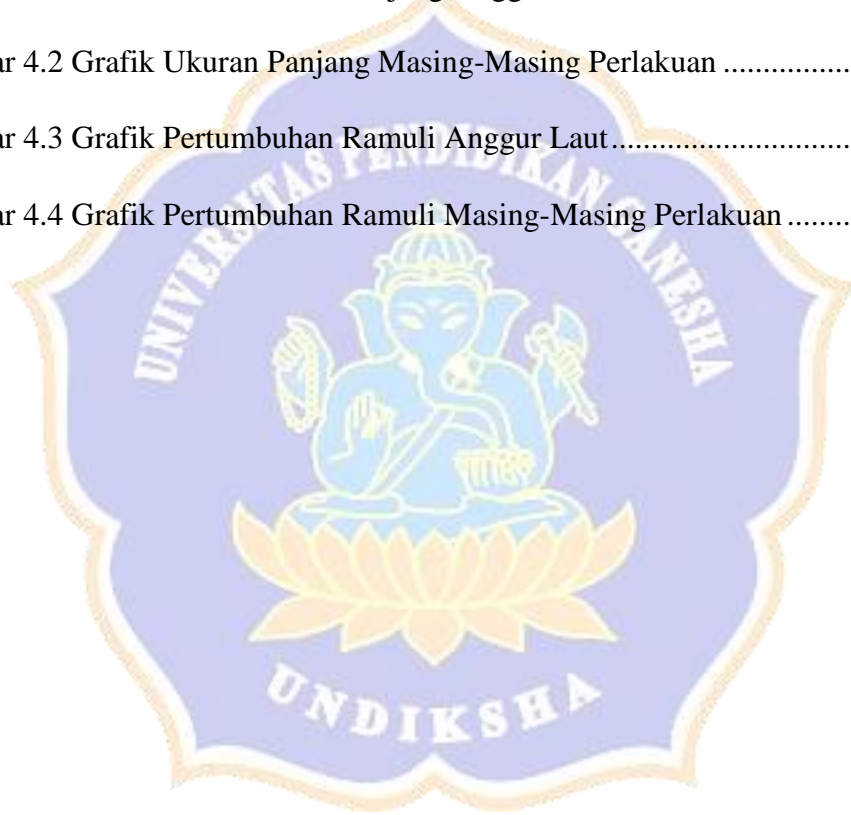 ar 4.2 Grafik Ukuran Panjang Masing-Masing Perlakuan ................
ar 4.3 Grafik Pertumbuhan Ramuli Anggur Laut..............................
ar 4.4 Grafik Pertumbuhan Ramuli Masing-Masing Perlakuan ........
UNIVERSITAS PENDIDIKAN GANESHA
UNDIKSHA